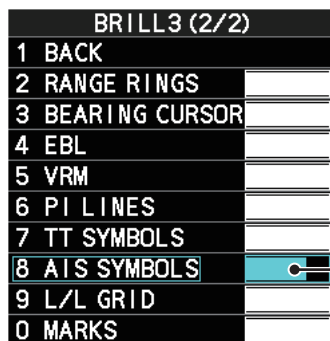 BRILL3 (2/2)
1 BACK
2 RANGE RINGS
3 BEARING CURSOR
4 EBL
5 VRM
6 PI LINES
7 TT SYMBOLS
8 AIS SYMBOLS
9 L/L GRID
0 MARKS